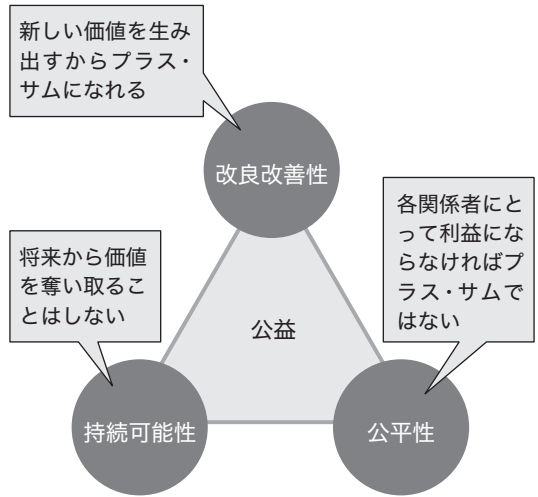 新しい価値を生み
出すからプラス・
サムになれる
改良改善性
各関係者にと
って利益にな
らなければプ
ラス・サムで
はない
将来から価値
を奪い取るこ
とはしない
公益
持続可能性
公平性